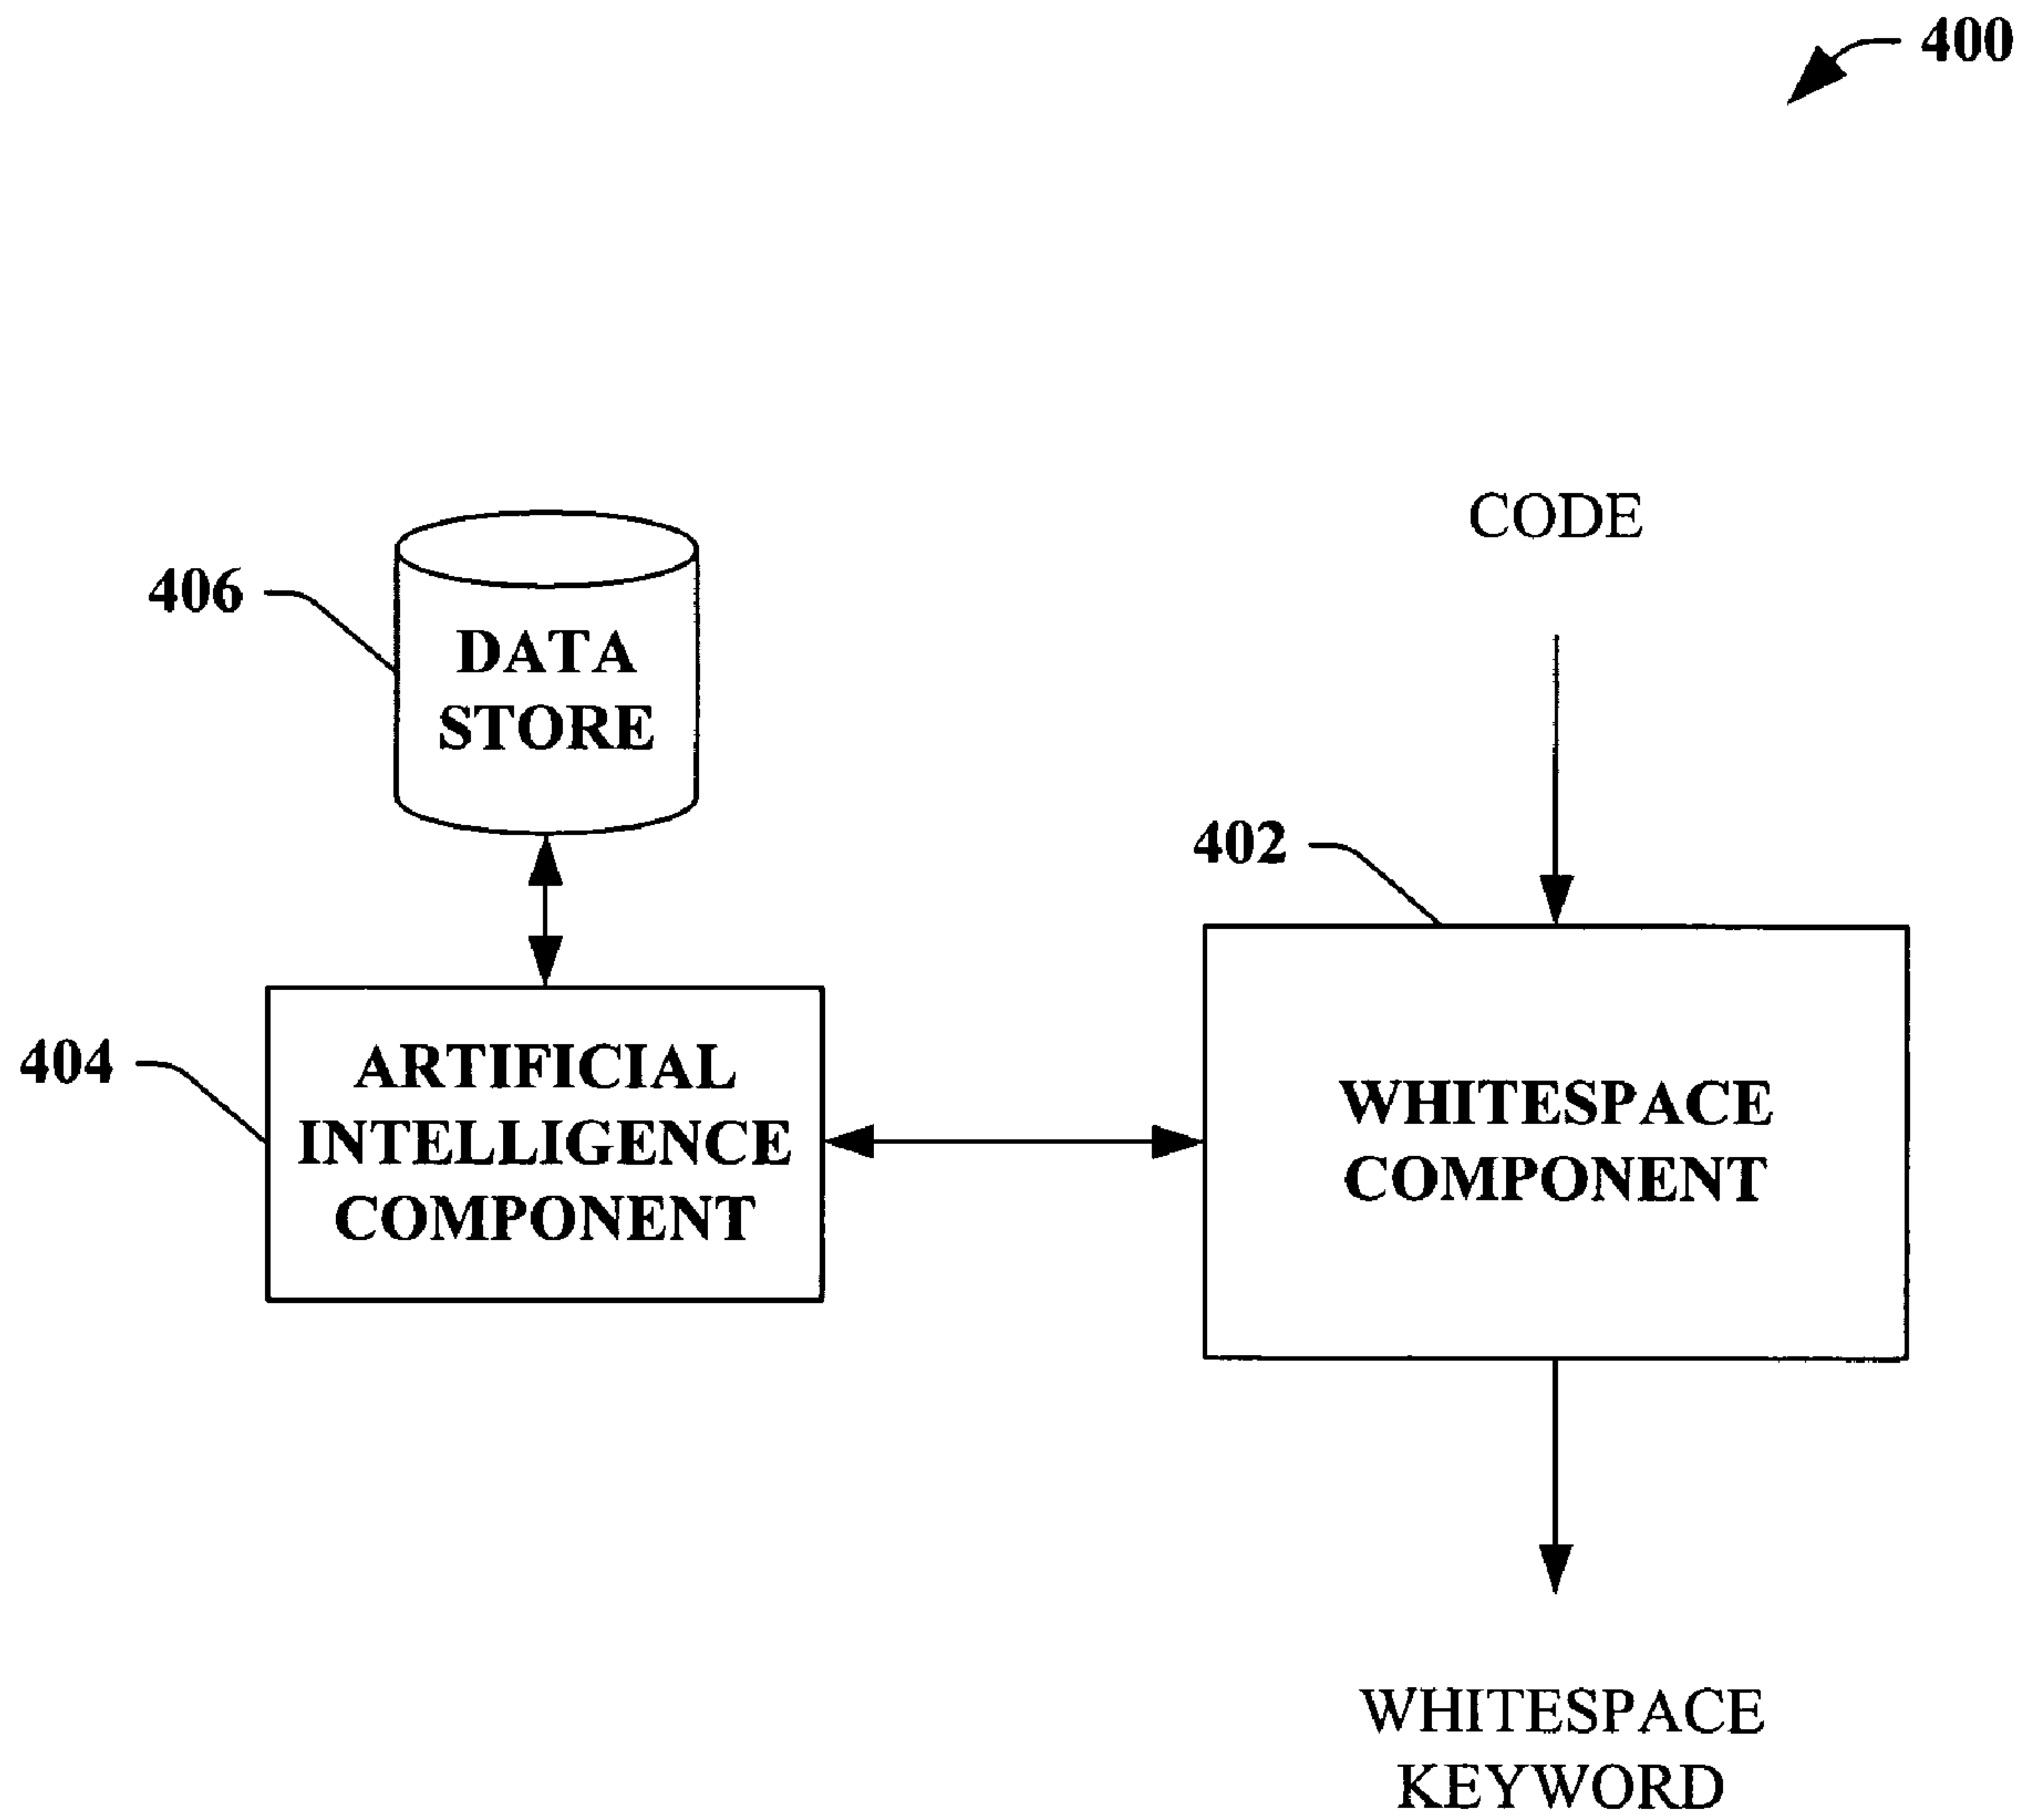 400
CODE
406
DATA
STORE
402
404
ARTIFICIAL
INTELLIGENCE
COMPONENT
WHITESPACE
COMPONENT
WHITESPACE
KEYWORD